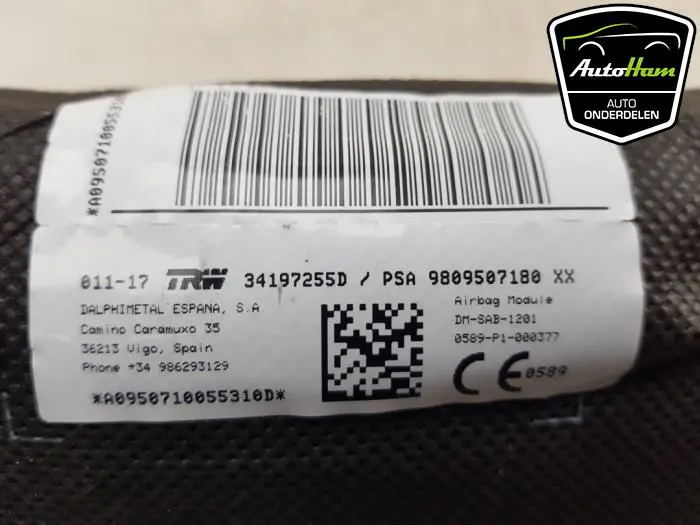 AutoHam
AUTO
ONDERDELEN
011-17 TRW 34197255D / PSA 9809507180 XX
DALPHIMETAL ESPANA, S.A
Camino Caramuxo 35
36213 Vigo, Spain
Phone +34 986293129
*A0950710055310D*
Airbag Module
DM-SAB-1201
0589-P1-000377
CE 0589